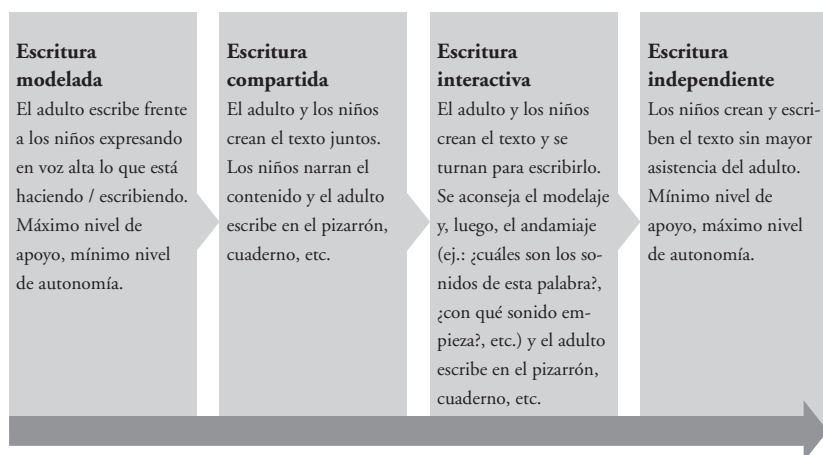 Escritura
modelada
El adulto escribe frente
a los niños expresando
en voz alta lo que está
haciendo / escribiendo.
Máximo nivel de
apoyo, mínimo nivel
de autonomía.
Escritura
compartida
El adulto y los niños
crean el texto juntos.
Los niños narran el
contenido y el adulto
escribe en el pizarrón,
cuaderno, etc.
Escritura
interactiva
El adulto y los niños
crean el texto y se
turnan para escribirlo.
Se aconseja el modelaje
y, luego, el andamiaje
(ej.: ¿cuáles son los so-
nidos de esta palabra?,
¿con qué sonido em-
pieza?, etc.) y el adulto
escribe en el pizarrón,
cuaderno, etc.
Escritura
independiente
Los niños crean y escri-
ben el texto sin mayor
asistencia del adulto.
Mínimo nivel de
apoyo, máximo nivel
de autonomía.